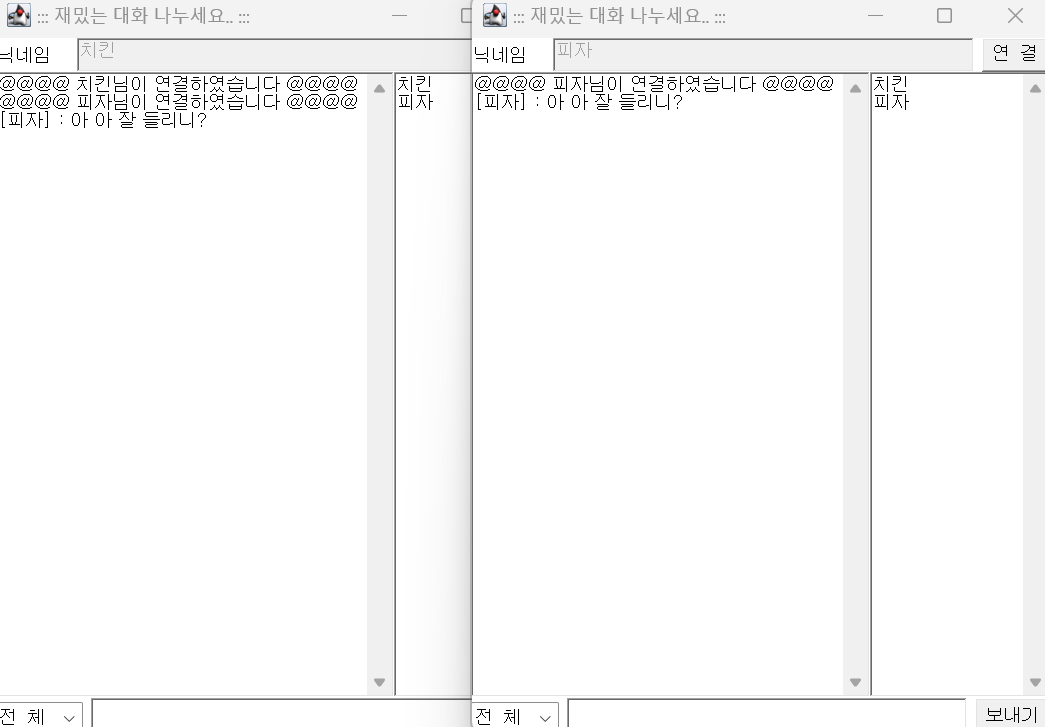 ::: 재밌는 대화 나누세요.. :::
닉네임 치킨
@@@@ 치킨님이 연결하였습니다 @@@@
@@@@ 피자님이 연결하였습니다 @@@@
[피자] : 아 아 잘 들리니?
치킨
피자
전 체
::: 재밌는 대화 나누세요.. :::
닉네임 피자 연 결
@@@@ 피자님이 연결하였습니다 @@@@
[피자] : 아 아 잘 들리니?
치킨
피자
전 체 보내기